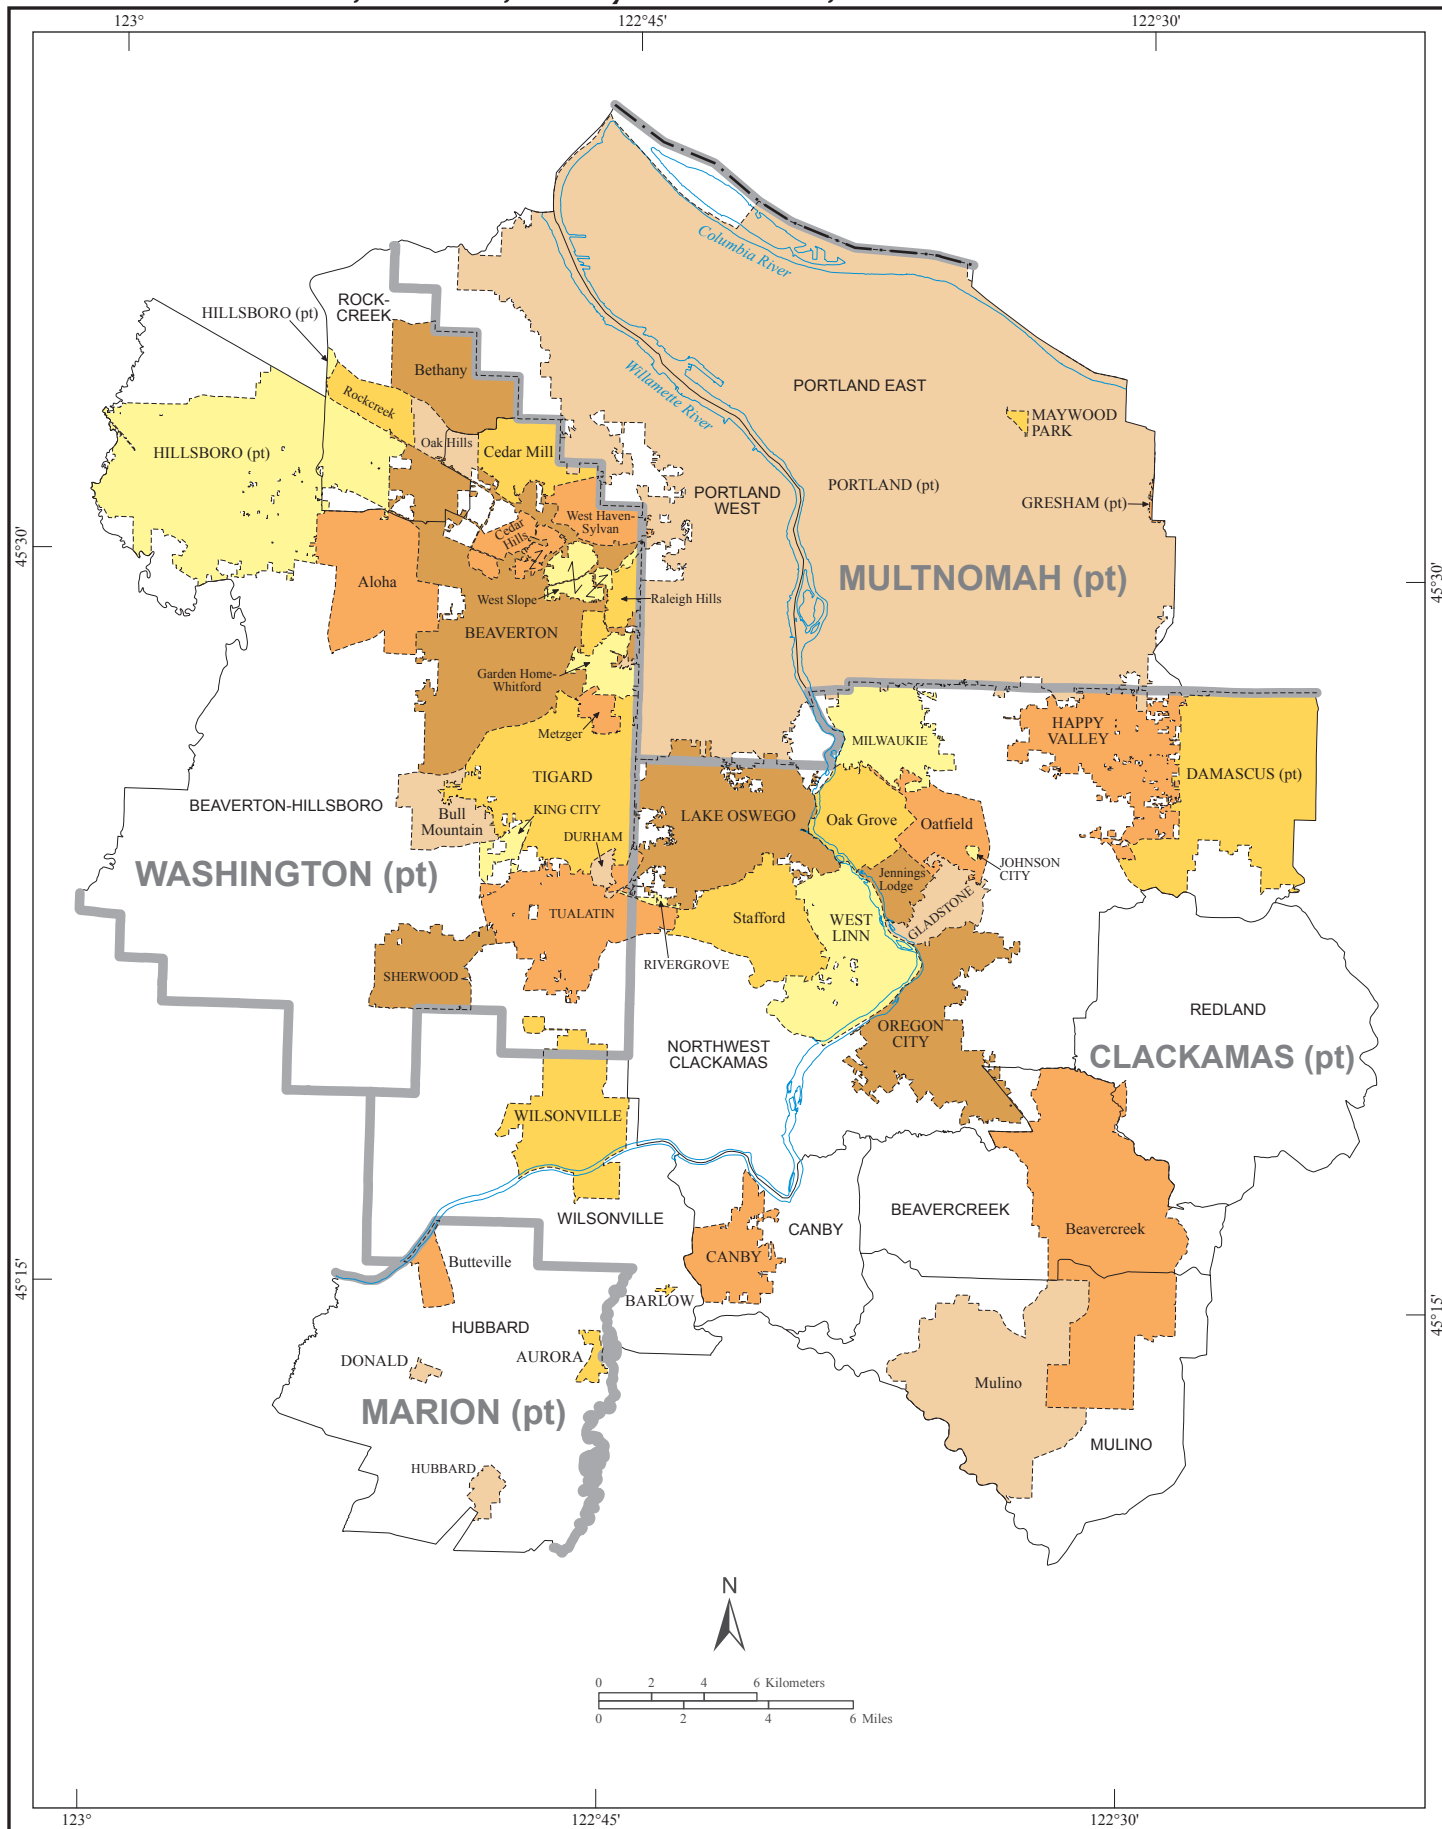 123°
122°45'
122°30'
Columbia River
ROCK-
CREEK
HILLSBORO (pt)
Willamette River
Bethany
PORTLAND EAST
Rockcreek
MAYWOOD
PARK
Oak Hills
Cedar Mill
HILLSBORO (pt)
PORTLAND
WEST
PORTLAND (pt)
GRESHAM (pt)
West Haven-
Sylvan
Cedar
Hills
45°30'
45°30'
Aloha
MULTNOMAH (pt)
West Slope
Raleigh Hills
BEAVERTON
Garden Home-
Whitford
Metzger
HAPPY
VALLEY
MILWAUKIE
TIGARD
DAMASCUS (pt)
BEAVERTON-HILLSBORO
KING CITY
Bull
Mountain
LAKE OSWEGO
Oak Grove
Oatfield
DURHAM
JOHNSON
CITY
WASHINGTON (pt)
Jennings
Lodge
GLADSTONE
TUALATIN
Stafford
WEST
LINN
RIVERGROVE
SHERWOOD
REDLAND
OREGON
CITY
NORTHWEST
CLACKAMAS
CLACKAMAS (pt)
WILSONVILLE
BEAVERCREEK
WILSONVILLE
CANBY
Beavercreek
CANBY
Butteville
45°15'
BARLOW
45°15'
HUBBARD
AURORA
DONALD
Mulino
MARION (pt)
MULINO
HUBBARD
N
0 2 4 6 Kilometers
0 2 4 6 Miles
123°
122°45'
122°30'